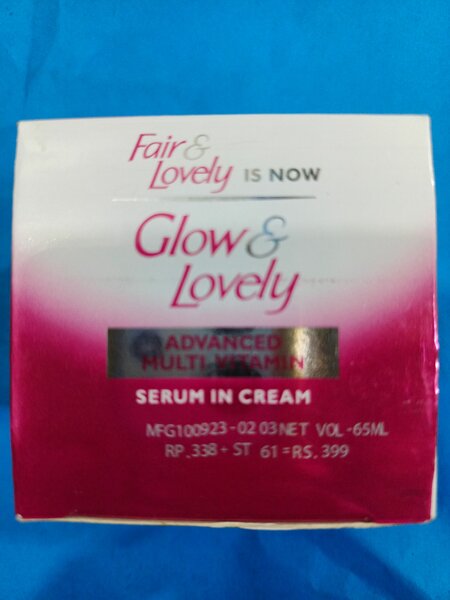 Fair &
Lovely IS NOW
Glow &
Lovely
ADVANCED
MULTI VITAMIN
SERUM IN CREAM
MFG100923-02 03 NET VOL-65ML
RP.338+ ST 61=RS.399